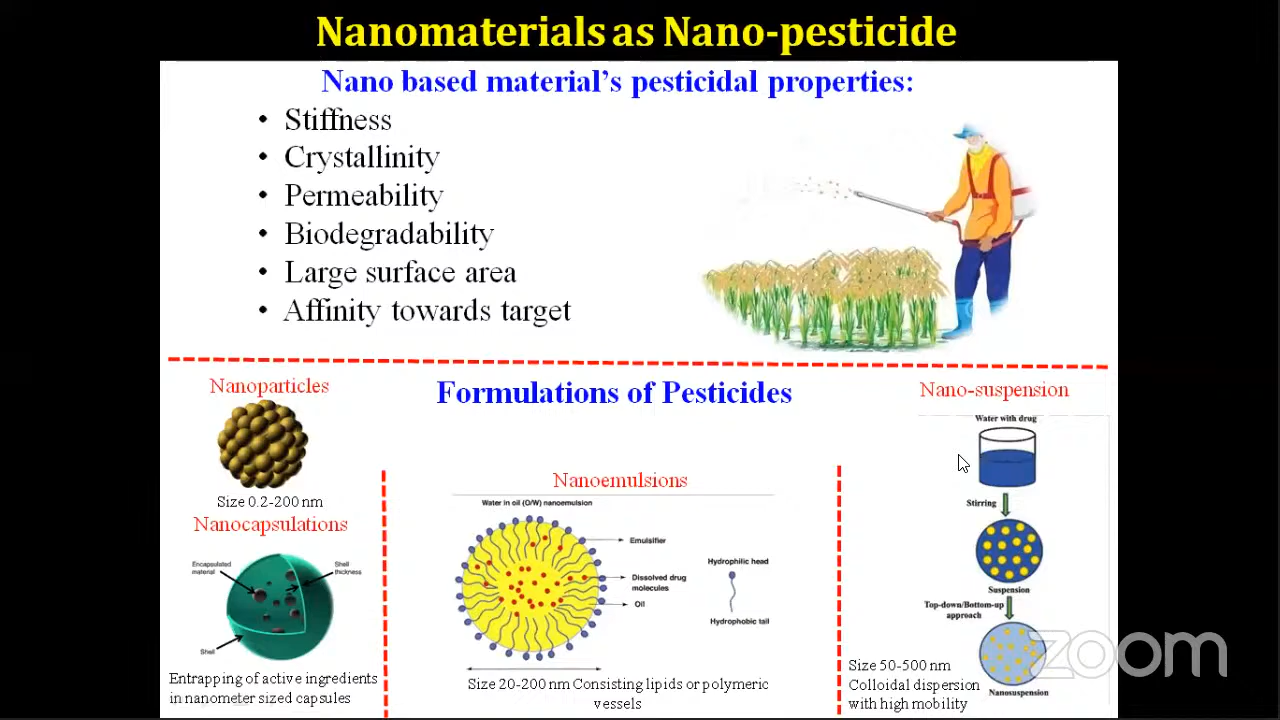 Nanomaterials as Nano-pesticide
Nano based material's pesticidal properties:
• Stiffness
• Crystallinity
• Permeability
• Biodegradability
• Large surface area
• Affinity towards target
Formulations of Pesticides
Nanoparticles
Size 0.2-200 nm
Nanocapsulations
Encapsulated
material
Shell
thickness
Shell
Entrapping of active ingredients
in nanometer sized capsules
Nanoemulsions
Water in oil (O/W) nanoemulsion
Emulsifier
Dissolved drug
molecules
Oil
Hydrophilic head
Hydrophobic tail
Size 20-200 nm Consisting lipids or polymeric
vessels
Nano-suspension
Water with drug
Stirring
Suspension
Top-down/Bottom-up
approach
Nanosuspension
Size 50-500 nm
Colloidal dispersion
with high mobility
zoom